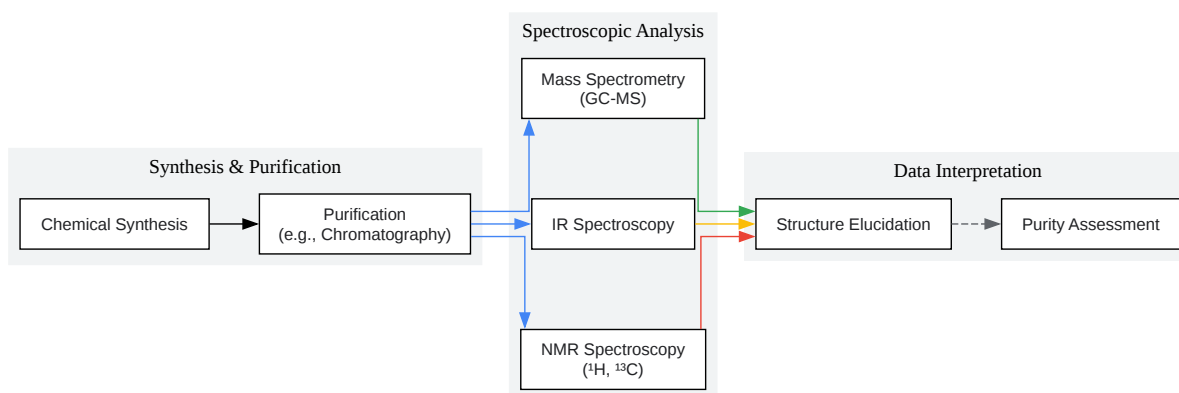 Spectroscopic Analysis
Mass Spectrometry
(GC-MS)
Synthesis & Purification
Data Interpretation
Chemical Synthesis
Purification
(e.g., Chromatography)
IR Spectroscopy
Structure Elucidation
Purity Assessment
NMR Spectroscopy
(¹H, ¹³C)